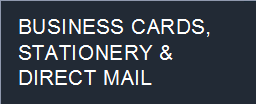 BUSINESS CARDS,
STATIONERY &
DIRECT MAIL